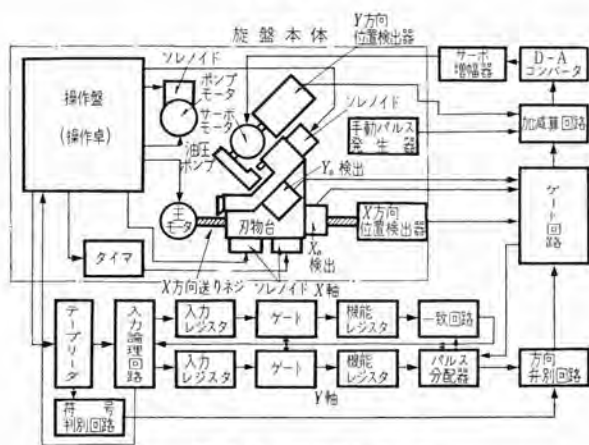 旋盤本体
Y方向
位置検出器
サーボ
増幅器
D-A
コンバータ
操作盤
(操作卓)
ソレノイド
ポンプ
モータ
サーボ
モータ
油圧
ポンプ
ソレノイド
手動パルス
発生器
加減算回路
Y₀検出
ゲート回路
主
モータ
刃物台
X方向
位置検出器
X₀
検出
タイマ
X方向送りネジ
ソレノイド
X軸
テープリーダ
入力論理回路
入力
レジスタ
ゲート
機能
レジスタ
一致回路
入力
レジスタ
ゲート
機能
レジスタ
パルス
分配器
方向
弁別回路
Y軸
符号
判別回路